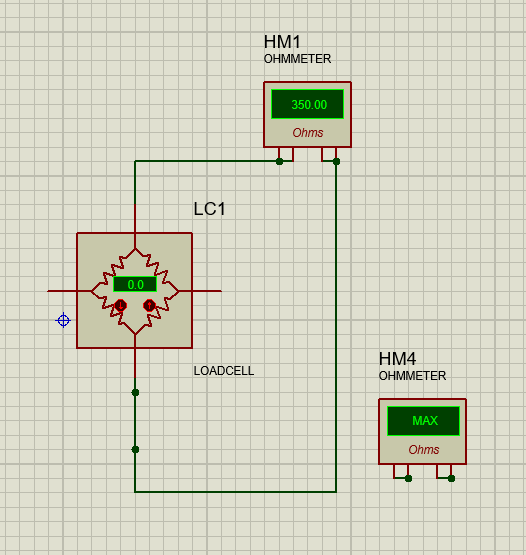 HM1
OHMMETER
350.00
Ohms
LC1
0.0
LOADCELL
HM4
OHMMETER
MAX
Ohms